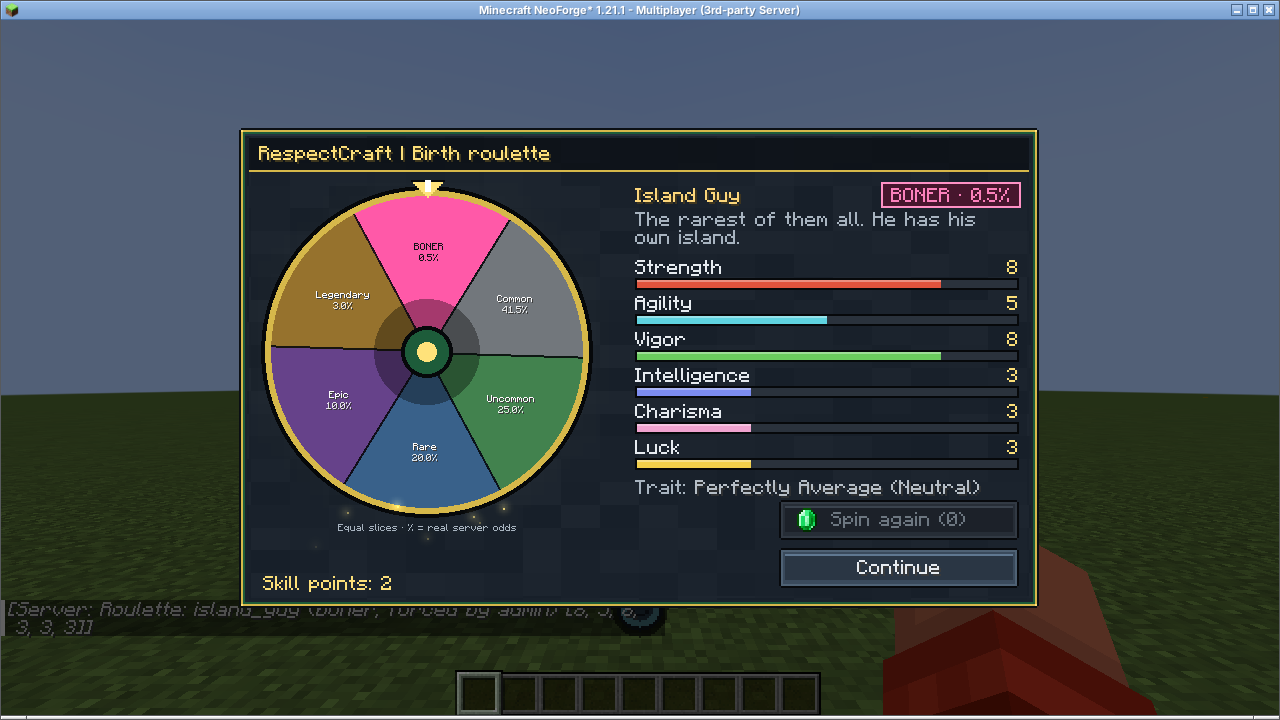 Minecraft NeoForge* 1.21.1 - Multiplayer (3rd-party Server)
RespectCraft | Birth roulette
BONER
0.5%
Common
41.5%
Uncommon
25.0%
Rare
20.0%
Epic
10.0%
Legendary
3.0%
Equal slices · % = real server odds
Skill points: 2
Island Guy
BONER · 0.5%
The rarest of them all. He has his
own island.
Strength 8
Agility 5
Vigor 8
Intelligence 3
Charisma 3
Luck 3
Trait: Perfectly Average (Neutral)
Spin again (0)
Continue
[Server: Roulette: island_guy (boner, forced by admin) [8, 5, 8,
3, 3, 3]]